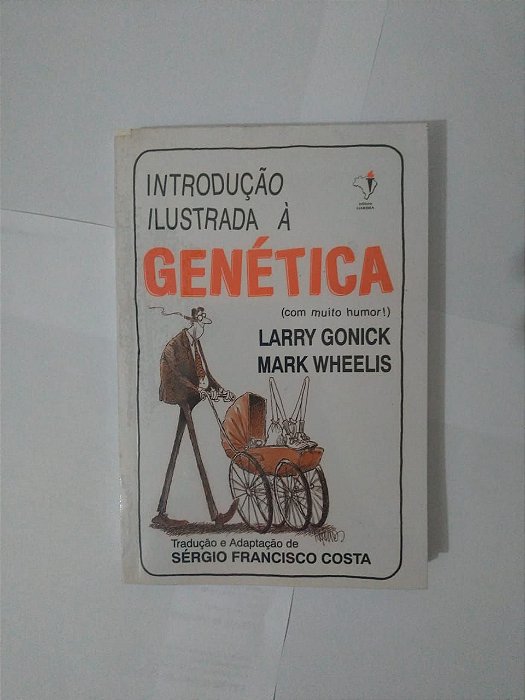 INTRODUÇÃO
ILUSTRADA À
GENÉTICA
(com muito humor!)
LARRY GONICK
MARK WHEELIS
Tradução e Adaptação de
SÉRGIO FRANCISCO COSTA